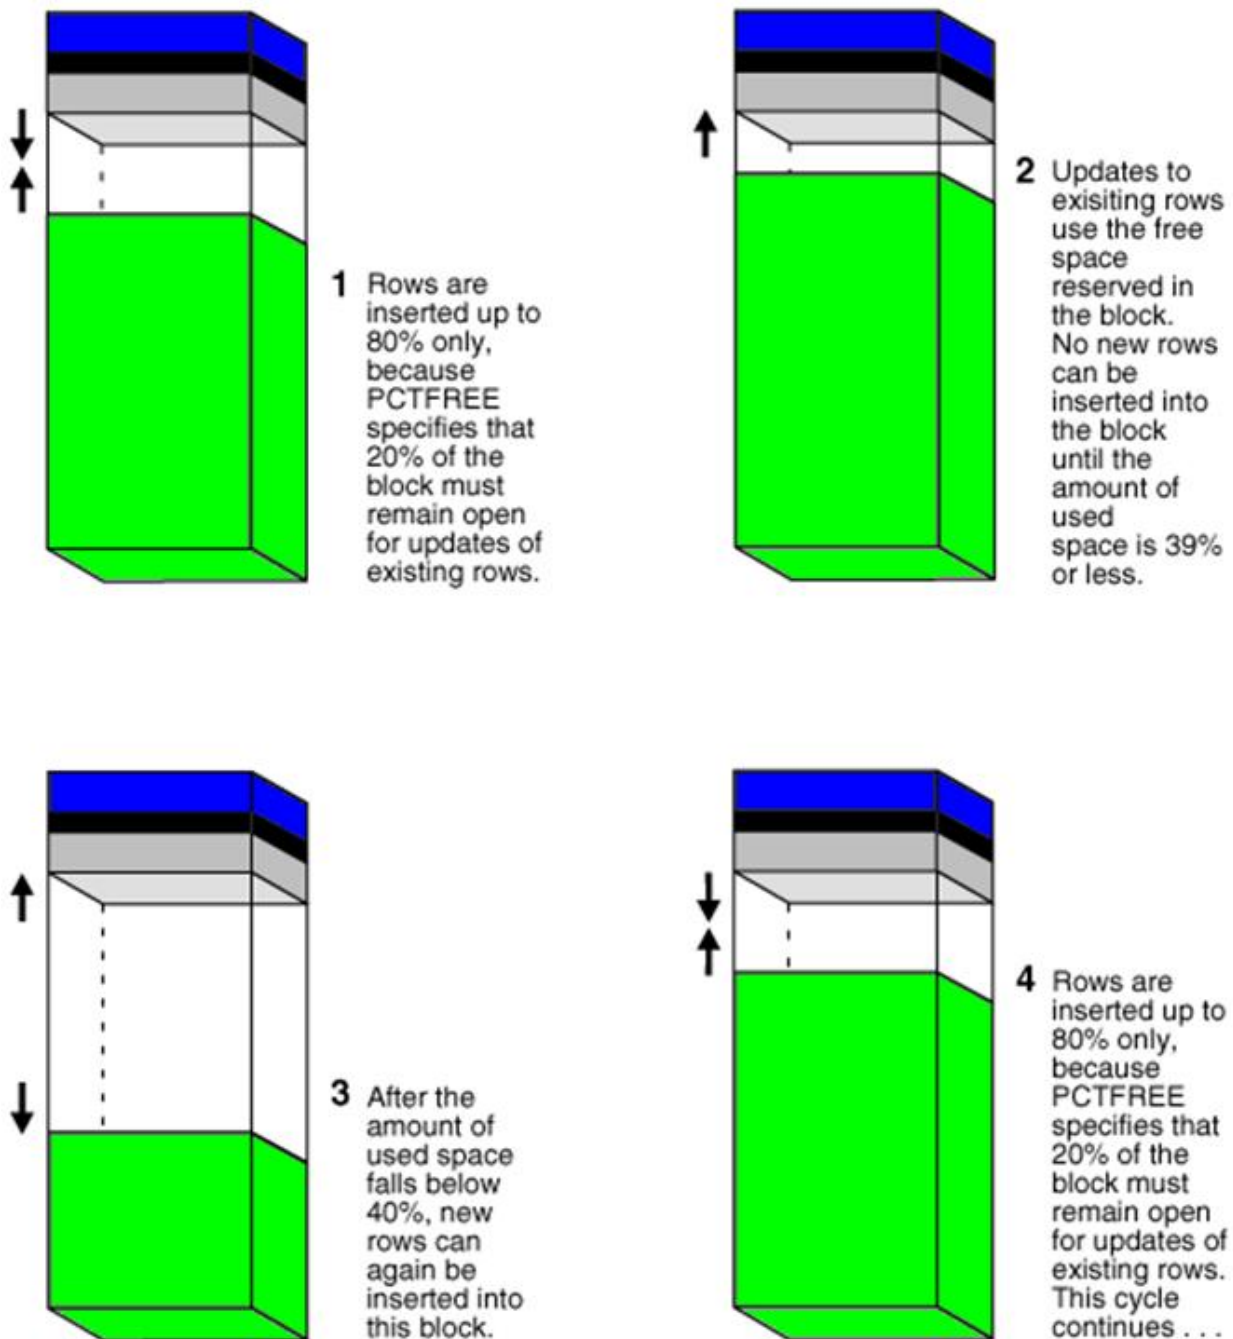 1 Rows are
inserted up to
80% only,
because
PCTFREE
specifies that
20% of the
block must
remain open
for updates of
existing rows.
2 Updates to
exisiting rows
use the free
space
reserved in
the block.
No new rows
can be
inserted into
the block
until the
amount of
used
space is 39%
or less.
3 After the
amount of
used space
falls below
40%, new
rows can
again be
inserted into
this block.
4 Rows are
inserted up to
80% only,
because
PCTFREE
specifies that
20% of the
block must
remain open
for updates of
existing rows.
This cycle
continues . . .